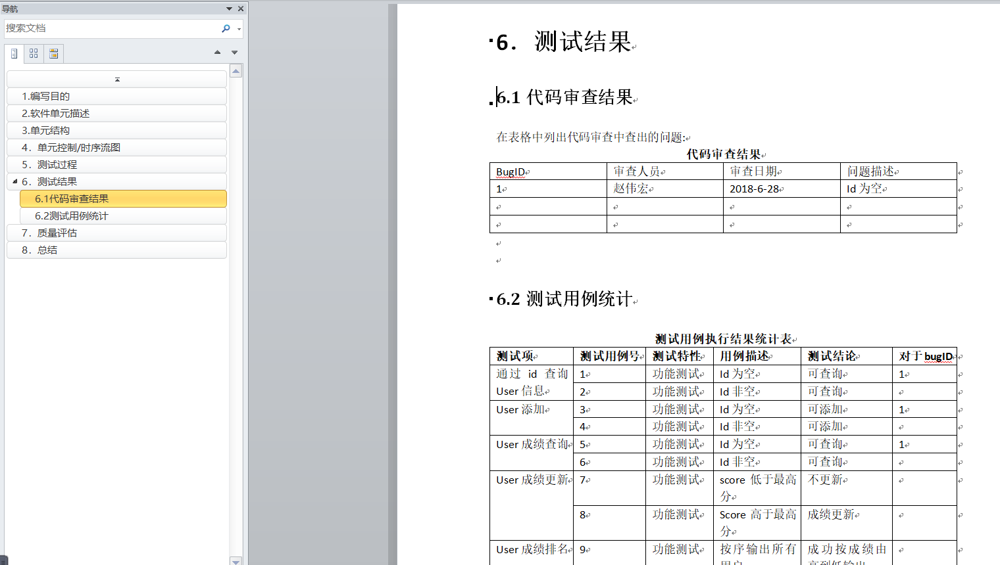 导航
搜索文档
1.编写目的
2.软件单元描述
3.单元结构
4．单元控制/时序流图
5．测试过程
6．测试结果
6.1代码审查结果
6.2测试用例统计
7．质量评估
8．总结
6．测试结果
6.1 代码审查结果
在表格中列出代码审查中查出的问题:
代码审查结果
BugID 审查人员 审查日期 问题描述
1 赵伟宏 2018-6-28 Id 为空
6.2 测试用例统计
测试用例执行结果统计表
测试项 测试用例号 测试特性 用例描述 测试结论 对于 bugID
通过 id 查询 1 功能测试 Id 为空 可查询 1
User 信息 2 功能测试 Id 非空 可查询
User 添加 3 功能测试 Id 为空 可添加 1
4 功能测试 Id 非空 可添加
User 成绩查询 5 功能测试 Id 为空 可查询 1
6 功能测试 Id 非空 可查询
User 成绩更新 7 功能测试 score 低于最高 不更新
分
8 功能测试 Score 高于最高 成绩更新
分
User 成绩排名 9 功能测试 按序输出所有 成功按成绩由